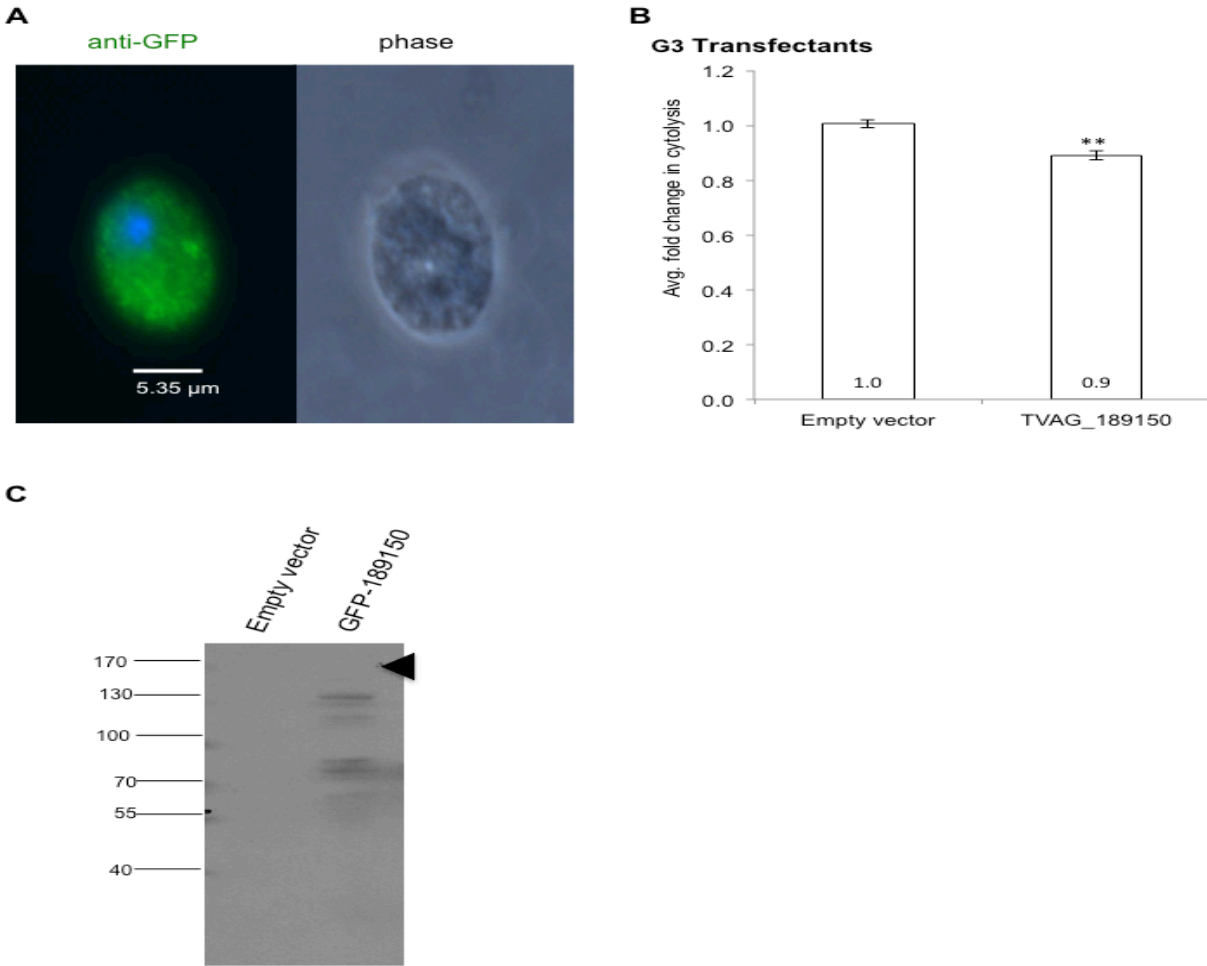 A
anti-GFP
phase
5.35 µm
B
G3 Transfectants
Avg. fold change in cytolysis
1.2
1.0
0.8
0.6
0.4
0.2
0.0
**
1.0
0.9
Empty vector
TVAG_189150
C
Empty vector
GFP-189150
170
130
100
70
55
40